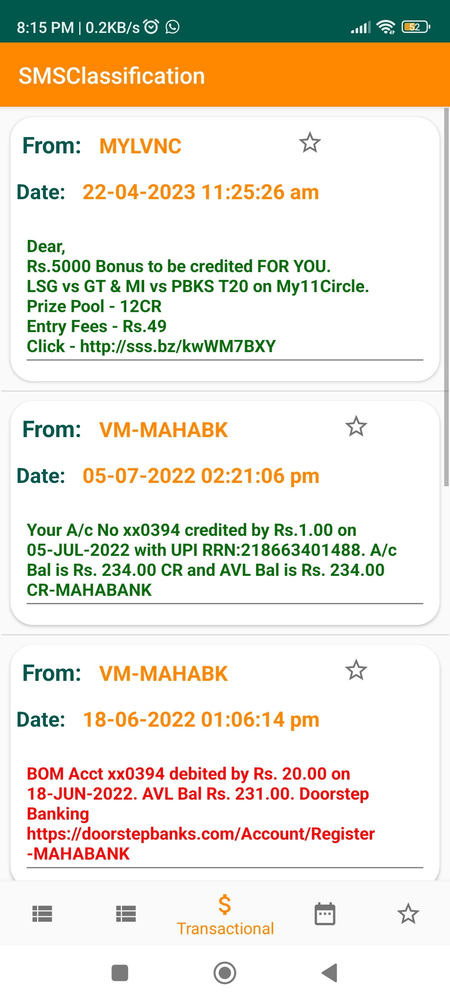 8:15 PM | 0.2KB/s
52
SMSClassification
From: MYLVNC
Date: 22-04-2023 11:25:26 am
Dear,
Rs.5000 Bonus to be credited FOR YOU.
LSG vs GT & MI vs PBKS T20 on My11Circle.
Prize Pool - 12CR
Entry Fees - Rs.49
Click - http://sss.bz/kwWM7BXY
From: VM-MAHABK
Date: 05-07-2022 02:21:06 pm
Your A/c No xx0394 credited by Rs.1.00 on
05-JUL-2022 with UPI RRN:218663401488. A/c
Bal is Rs. 234.00 CR and AVL Bal is Rs. 234.00
CR-MAHABANK
From: VM-MAHABK
Date: 18-06-2022 01:06:14 pm
BOM Acct xx0394 debited by Rs. 20.00 on
18-JUN-2022. AVL Bal Rs. 231.00. Doorstep
Banking
https://doorstepbanks.com/Account/Register
-MAHABANK
$
Transactional